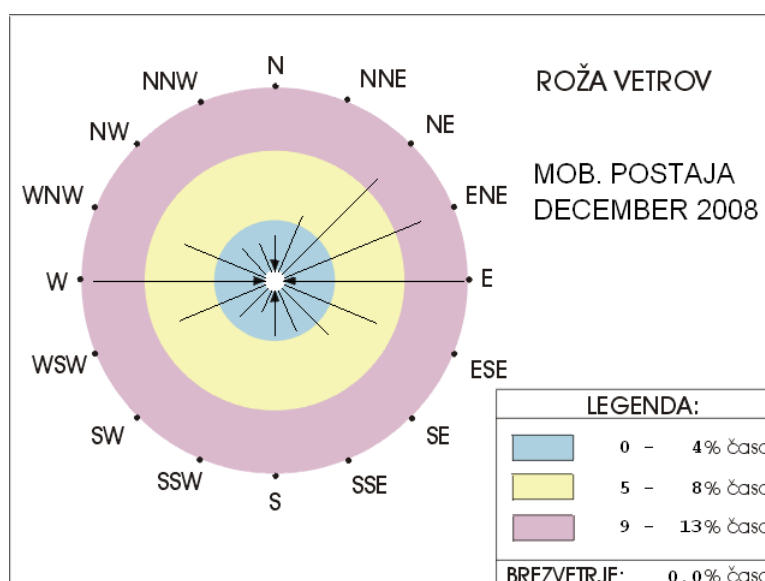 ROŽA VETROV
MOB. POSTAJA
DECEMBER 2008
N
NNE
NE
ENE
E
ESE
SE
SSE
S
SSW
SW
WSW
W
WNW
NW
NNW
LEGENDA:
0 - 4% časa
5 - 8% časa
9 - 13% časa
BREZVETRJE: 0.0% časa